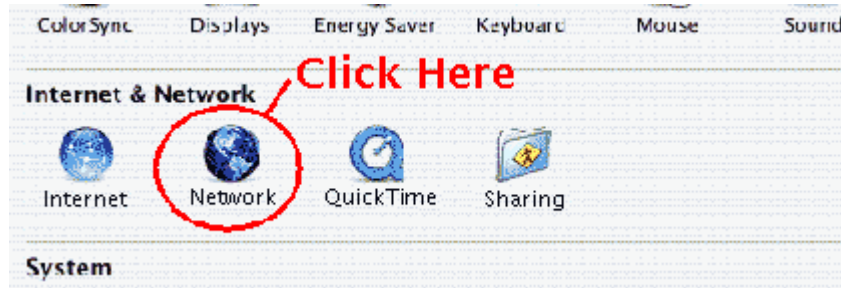 ColorSync Displays Energy Saver Keyboard Mouse Sound
Click Here
Internet & Network
Internet Network QuickTime Sharing
System